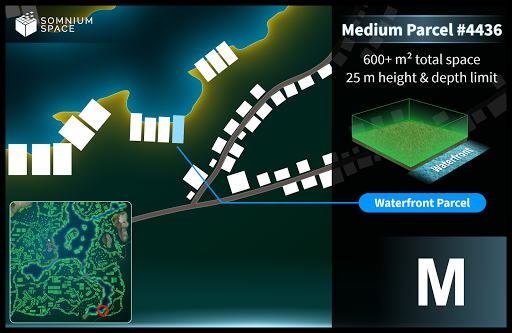 SOMNIUM
SPACE
Medium Parcel #4436
600+ m² total space
25 m height & depth limit
Waterfront
Waterfront Parcel
M